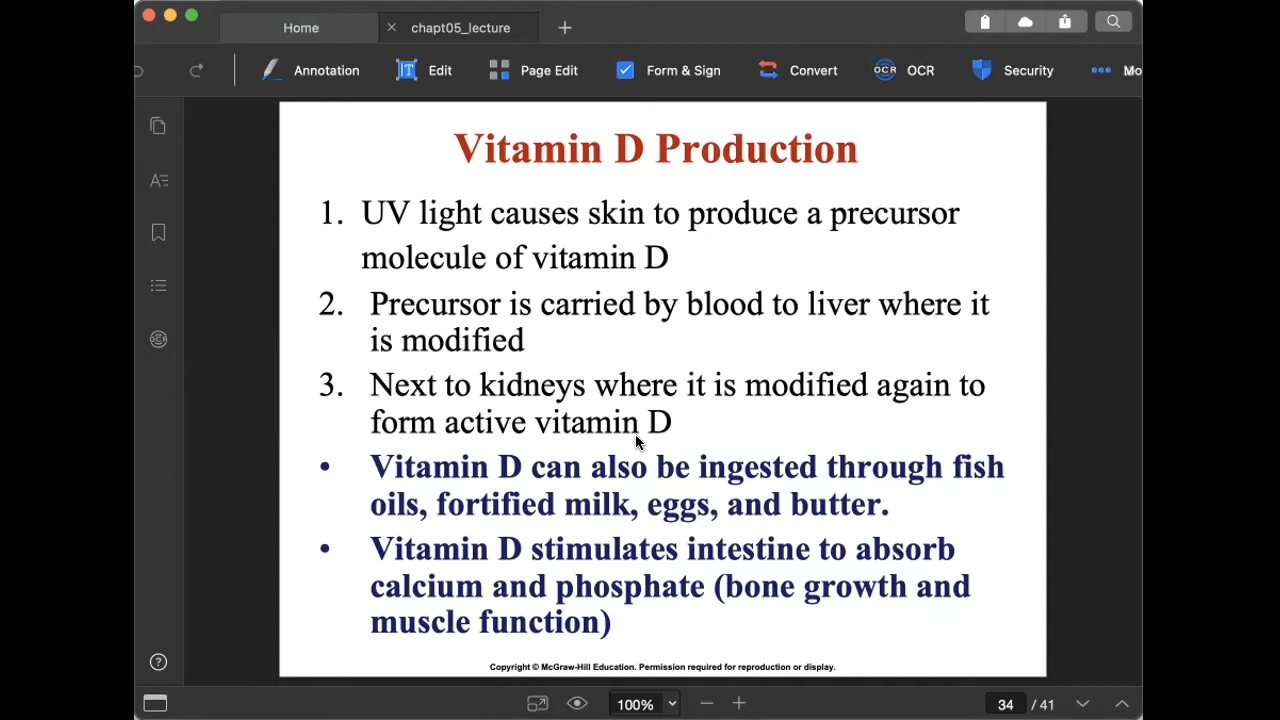 Home
chapt05_lecture
Annotation
Edit
Page Edit
Form & Sign
Convert
OCR OCR
Security
Mo
Vitamin D Production
1. UV light causes skin to produce a precursor
molecule of vitamin D
2. Precursor is carried by blood to liver where it
is modified
3. Next to kidneys where it is modified again to
form active vitamin D
• Vitamin D can also be ingested through fish
oils, fortified milk, eggs, and butter.
• Vitamin D stimulates intestine to absorb
calcium and phosphate (bone growth and
muscle function)
Copyright © McGraw-Hill Education. Permission required for reproduction or display.
100%
34 / 41